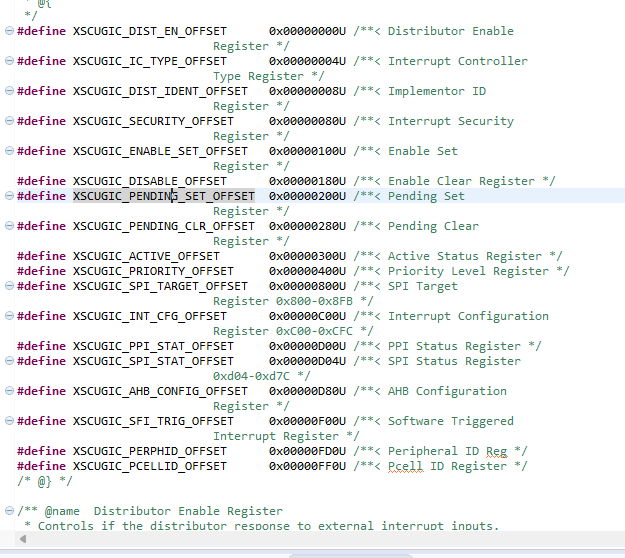 * @{
*/
#define XSCUGIC_DIST_EN_OFFSET 0x00000000U /**< Distributor Enable
Register */
#define XSCUGIC_IC_TYPE_OFFSET 0x00000004U /**< Interrupt Controller
Type Register */
#define XSCUGIC_DIST_IDENT_OFFSET 0x00000008U /**< Implementor ID
Register */
#define XSCUGIC_SECURITY_OFFSET 0x00000080U /**< Interrupt Security
Register */
#define XSCUGIC_ENABLE_SET_OFFSET 0x00000100U /**< Enable Set
Register */
#define XSCUGIC_DISABLE_OFFSET 0x00000180U /**< Enable Clear Register */
#define XSCUGIC_PENDING_SET_OFFSET 0x00000200U /**< Pending Set
Register */
#define XSCUGIC_PENDING_CLR_OFFSET 0x00000280U /**< Pending Clear
Register */
#define XSCUGIC_ACTIVE_OFFSET 0x00000300U /**< Active Status Register */
#define XSCUGIC_PRIORITY_OFFSET 0x00000400U /**< Priority Level Register */
#define XSCUGIC_SPI_TARGET_OFFSET 0x00000800U /**< SPI Target
Register 0x800-0x8FB */
#define XSCUGIC_INT_CFG_OFFSET 0x00000C00U /**< Interrupt Configuration
Register 0xC00-0xCFC */
#define XSCUGIC_PPI_STAT_OFFSET 0x00000D00U /**< PPI Status Register */
#define XSCUGIC_SPI_STAT_OFFSET 0x00000D04U /**< SPI Status Register
0xd04-0xd7C */
#define XSCUGIC_AHB_CONFIG_OFFSET 0x00000D80U /**< AHB Configuration
Register */
#define XSCUGIC_SFI_TRIG_OFFSET 0x00000F00U /**< Software Triggered
Interrupt Register */
#define XSCUGIC_PERPHID_OFFSET 0x00000FD0U /**< Peripheral ID Reg */
#define XSCUGIC_PCELLID_OFFSET 0x00000FF0U /**< Pcell ID Register */
/* @} */
/** @name Distributor Enable Register
* Controls if the distributor response to external interrupt inputs.